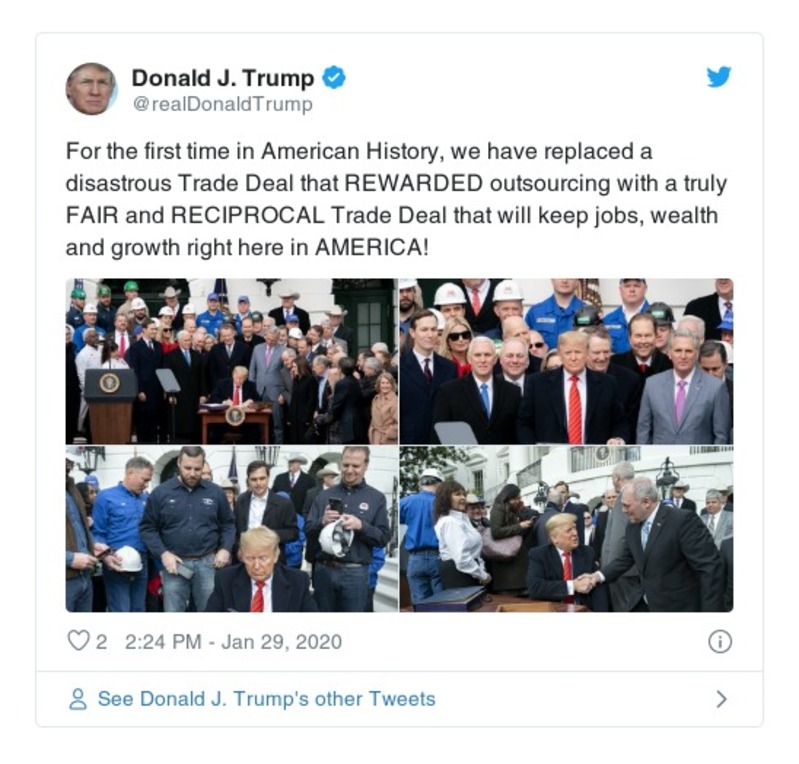 Donald J. Trump
@realDonaldTrump
For the first time in American History, we have replaced a
disastrous Trade Deal that REWARDED outsourcing with a truly
FAIR and RECIPROCAL Trade Deal that will keep jobs, wealth
and growth right here in AMERICA!
2 2:24 PM - Jan 29, 2020
See Donald J. Trump's other Tweets